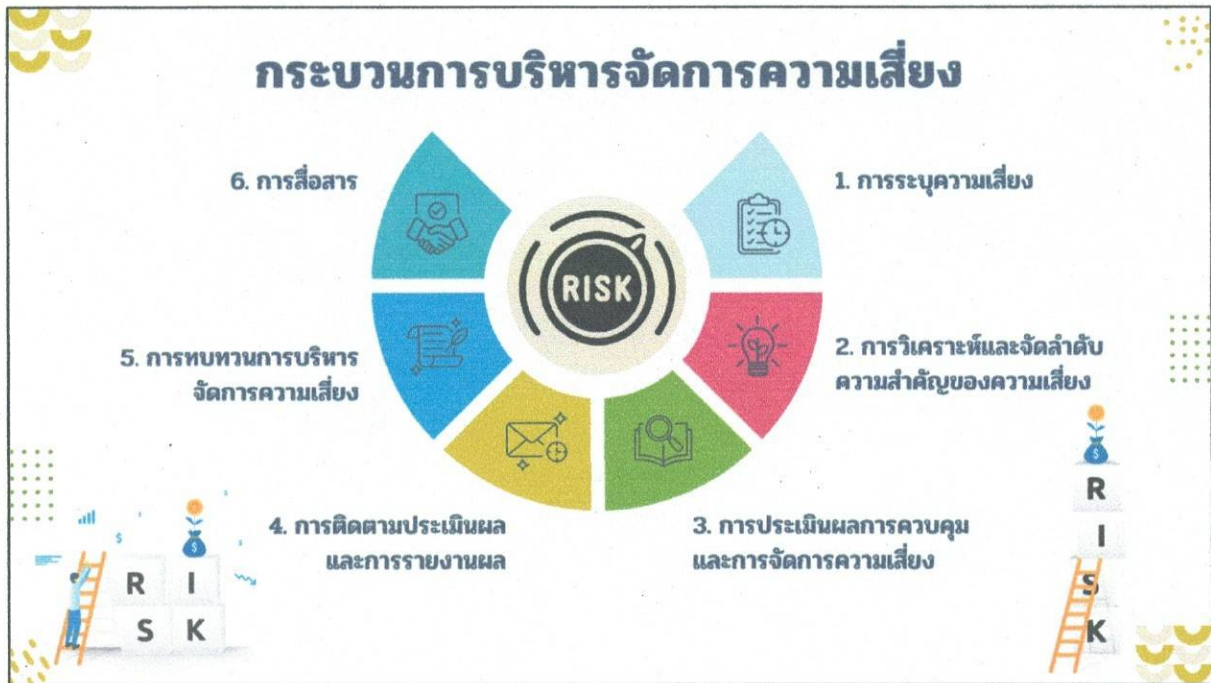 กระบวนการบริหารจัดการความเสี่ยง
1. การระบุความเสี่ยง
2. การวิเคราะห์และจัดลำดับ
ความสำคัญของความเสี่ยง
3. การประเมินผลการควบคุม
และการจัดการความเสี่ยง
4. การติดตามประเมินผล
และการรายงานผล
5. การทบทวนการบริหาร
จัดการความเสี่ยง
6. การสื่อสาร
RISK
R I
S K
R
I
S
K